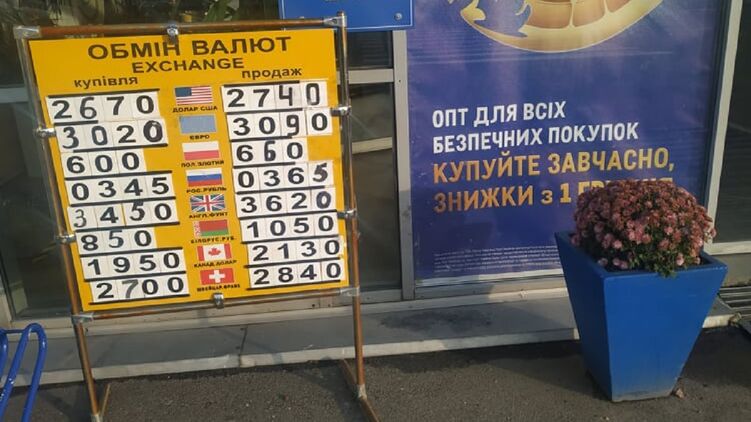 ОБМІН ВАЛЮТ
EXCHANGE
купівля продаж
2670 ДОЛАР США 2740
3020 ЄВРО 3090
600 ПОЛ.ЗЛОТИЙ 660
0345 РОС.РУБЛЬ 0365
3450 АНГЛ.ФУНТ 3620
850 БІЛОРУС.РУБ. 1050
1950 КАНАД.ДОЛАР 2130
2700 ШВЕЙЦАР.ФРАНК 2840
ОПТ ДЛЯ ВСІХ
БЕЗПЕЧНИХ ПОКУПОК
КУПУЙТЕ ЗАВЧАСНО,
ЗНИЖКИ з 1